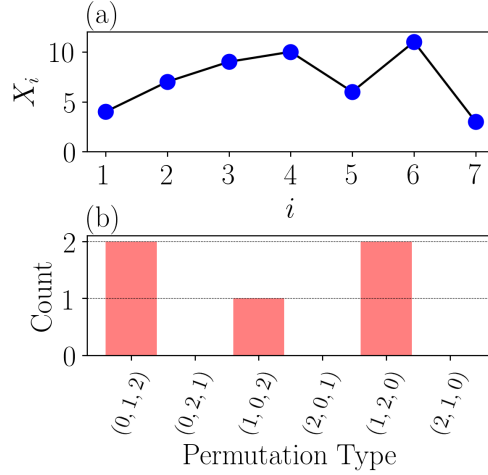 (a)
10
5
0
X_i
1 2 3 4 5 6 7
i
(b)
2
1
0
Count
(0, 1, 2) (0, 2, 1) (1, 0, 2) (2, 0, 1) (1, 2, 0) (2, 1, 0)
Permutation Type